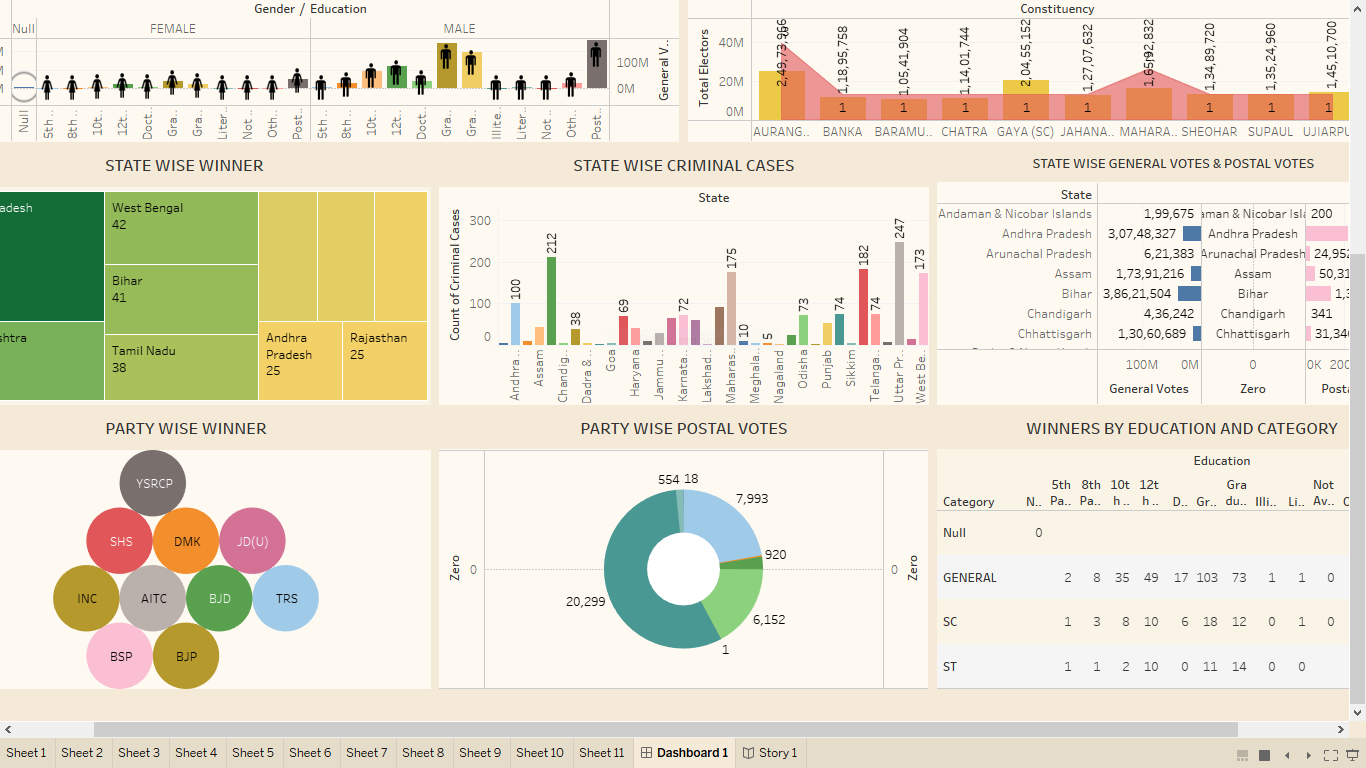 Gender / Education
Null
FEMALE
MALE
M
M
M
Null
5th ..
8th ..
10t..
12t..
Doct..
Gra..
Gra..
Liter..
Not..
Oth..
Post..
5th ..
8th ..
10t..
12t..
Doct..
Gra..
Gra..
Illite..
Liter..
Not..
Oth..
Post..
100M
0M
General V..
Constituency
Total Electors
40M
20M
0M
2,49,73,966
1,18,95,758
1,05,41,904
1,14,01,744
2,04,55,152
1,27,07,632
1,65,92,832
1,34,89,720
1,35,24,960
1,45,10,700
1 1 1 1 1 1 1 1 1
AURANG.. BANKA BARAMU.. CHATRA GAYA (SC) JAHANA.. MAHARA.. SHEOHAR SUPAUL UJIARPU
STATE WISE WINNER
adesh
shtra
West Bengal
42
Bihar
41
Tamil Nadu
38
Andhra
Pradesh
25
Rajasthan
25
STATE WISE CRIMINAL CASES
State
Count of Criminal Cases
300
200
100
0
100
212
38
69
72
175
10
5
73
74
182
74
247
173
Andhra ..
Assam
Chandig..
Dadra & ..
Goa
Haryana
Jammu ..
Karnata..
Lakshad..
Maharas..
Meghala..
Nagaland
Odisha
Punjab
Sikkim
Telanga..
Uttar Pr..
West Be..
STATE WISE GENERAL VOTES & POSTAL VOTES
State
Andaman & Nicobar Islands 1,99,675 aman & Nicobar Isla 200
Andhra Pradesh 3,07,48,327 Andhra Pradesh
Arunachal Pradesh 6,21,383 Arunachal Pradesh 24,952
Assam 1,73,91,216 Assam 50,31
Bihar 3,86,21,504 Bihar 1,3
Chandigarh 4,36,242 Chandigarh 341
Chhattisgarh 1,30,60,689 Chhattisgarh 31,346
100M 0M 0 0K 200
General Votes Zero Posta
PARTY WISE WINNER
YSRCP
SHS DMK JD(U)
INC AITC BJD TRS
BSP BJP
PARTY WISE POSTAL VOTES
Zero
0
554 18
7,993
920
20,299
6,152
1
0
Zero
WINNERS BY EDUCATION AND CATEGORY
Education
Category N.. 5th Pa.. 8th Pa.. 10t h .. 12t h .. D.. Gr.. Gra du.. Illi.. Li.. Not Av..
Null 0
GENERAL 2 8 35 49 17 103 73 1 1 0
SC 1 3 8 10 6 18 12 0 1 0
ST 1 1 2 10 0 11 14 0 0
Sheet 1 Sheet 2 Sheet 3 Sheet 4 Sheet 5 Sheet 6 Sheet 7 Sheet 8 Sheet 9 Sheet 10 Sheet 11 Dashboard 1 Story 1